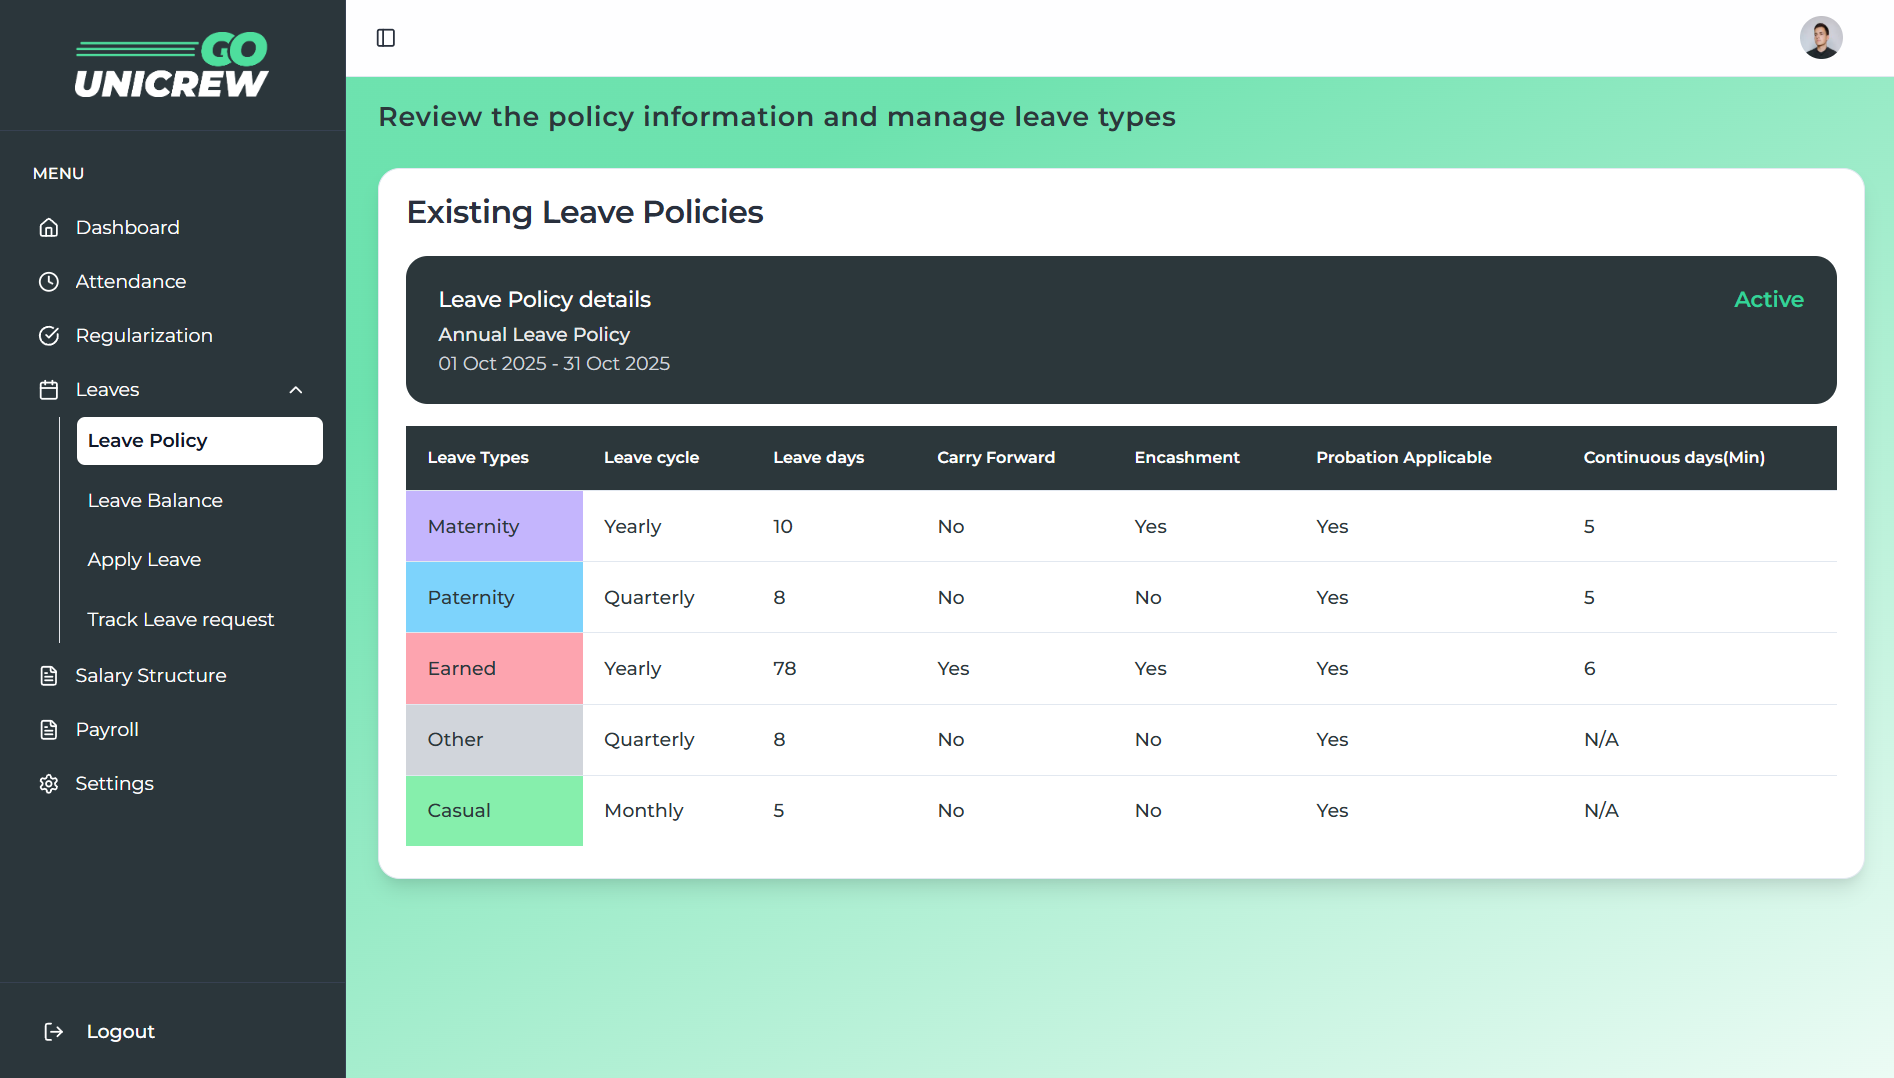 GO
UNICREW
MENU
Dashboard
Attendance
Regularization
Leaves
Leave Policy
Leave Balance
Apply Leave
Track Leave request
Salary Structure
Payroll
Settings
Logout
Review the policy information and manage leave types
Existing Leave Policies
Leave Policy details Active
Annual Leave Policy
01 Oct 2025 - 31 Oct 2025
Leave Types Leave cycle Leave days Carry Forward Encashment Probation Applicable Continuous days(Min)
Maternity Yearly 10 No Yes Yes 5
Paternity Quarterly 8 No No Yes 5
Earned Yearly 78 Yes Yes Yes 6
Other Quarterly 8 No No Yes N/A
Casual Monthly 5 No No Yes N/A